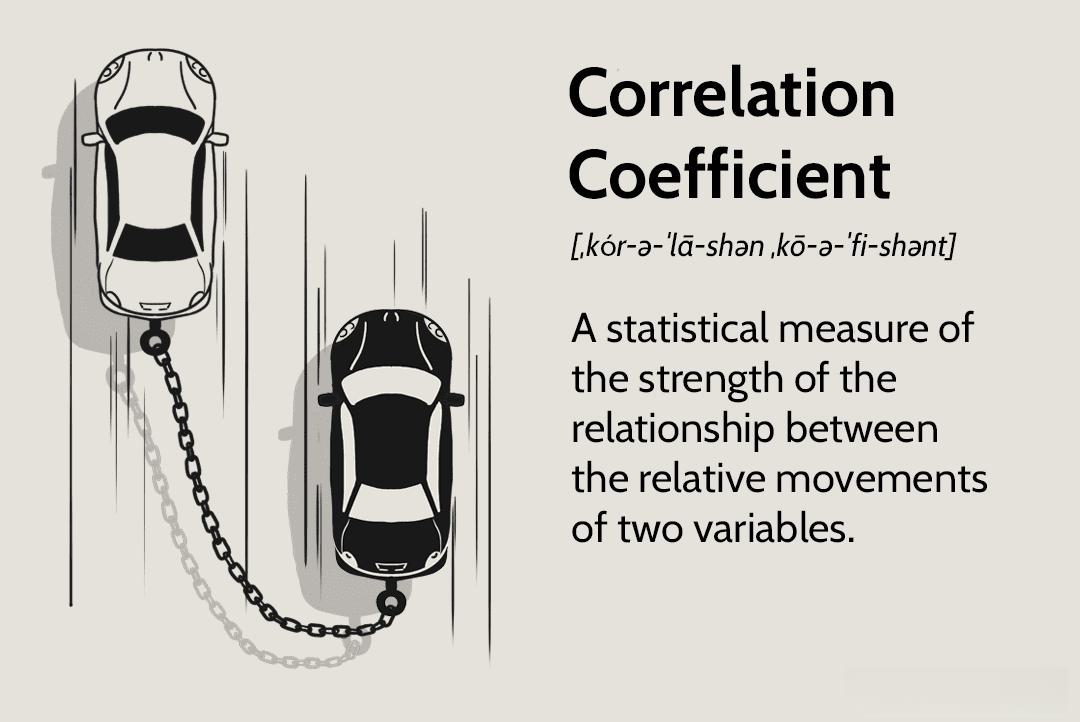 Correlation
Coefficient
[ˌkór-ə-ˈlā-shən ˌkō-ə-ˈfi-shənt]
A statistical measure of
the strength of the
relationship between
the relative movements
of two variables.